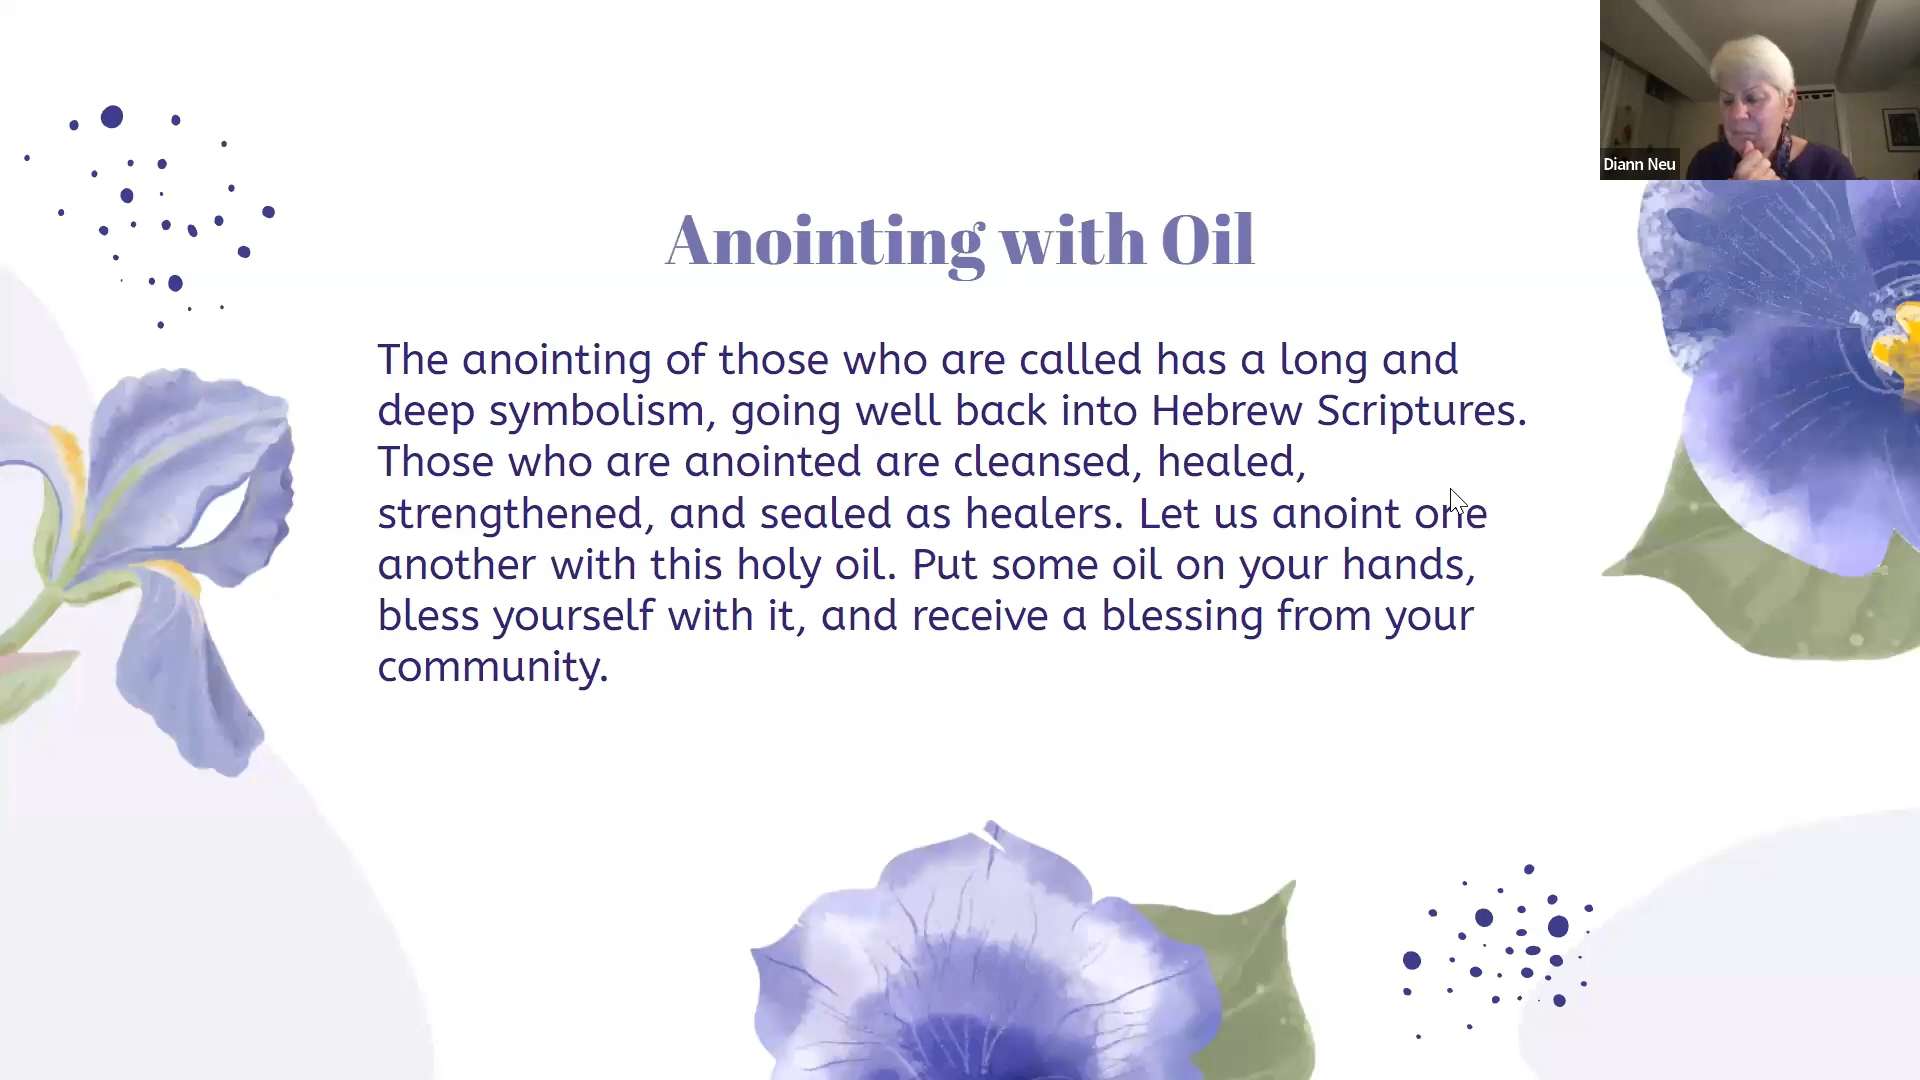 Diann Neu
Anointing with Oil
The anointing of those who are called has a long and
deep symbolism, going well back into Hebrew Scriptures.
Those who are anointed are cleansed, healed,
strengthened, and sealed as healers. Let us anoint one
another with this holy oil. Put some oil on your hands,
bless yourself with it, and receive a blessing from your
community.